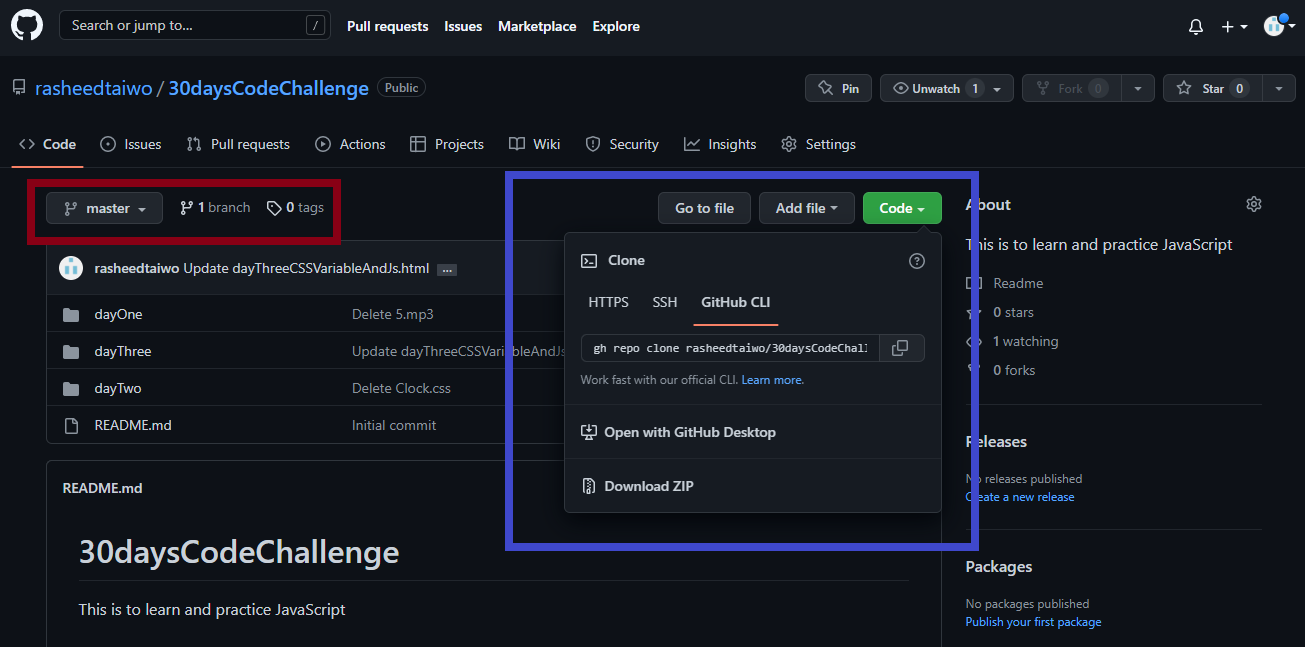 Search or jump to... / Pull requests Issues Marketplace Explore
rasheedtaiwo / 30daysCodeChallenge Public Pin Unwatch 1 Fork 0 Star 0
Code Issues Pull requests Actions Projects Wiki Security Insights Settings
master 1 branch 0 tags Go to file Add file Code
rasheedtaiwo Update dayThreeCSSVariableAndJs.html ...
dayOne Delete 5.mp3
dayThree Update dayThreeCSSVariableAndJs
dayTwo Delete Clock.css
README.md Initial commit
Clone
HTTPS SSH GitHub CLI
gh repo clone rasheedtaiwo/30daysCodeChall
Work fast with our official CLI. Learn more.
Open with GitHub Desktop
Download ZIP
README.md
30daysCodeChallenge
This is to learn and practice JavaScript
About
This is to learn and practice JavaScript
Readme
0 stars
1 watching
0 forks
Releases
No releases published
Create a new release
Packages
No packages published
Publish your first package